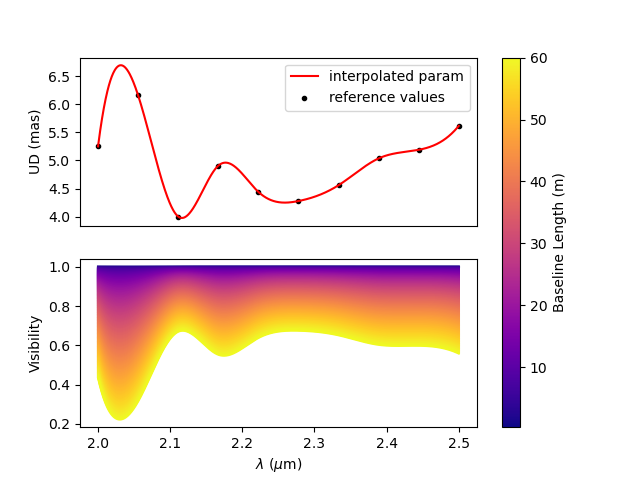 6.5
6.0
5.5
5.0
4.5
4.0
UD (mas)
interpolated param
reference values
1.0
0.8
0.6
0.4
0.2
Visibility
2.0 2.1 2.2 2.3 2.4 2.5
λ (μm)
60
50
40
30
20
10
Baseline Length (m)